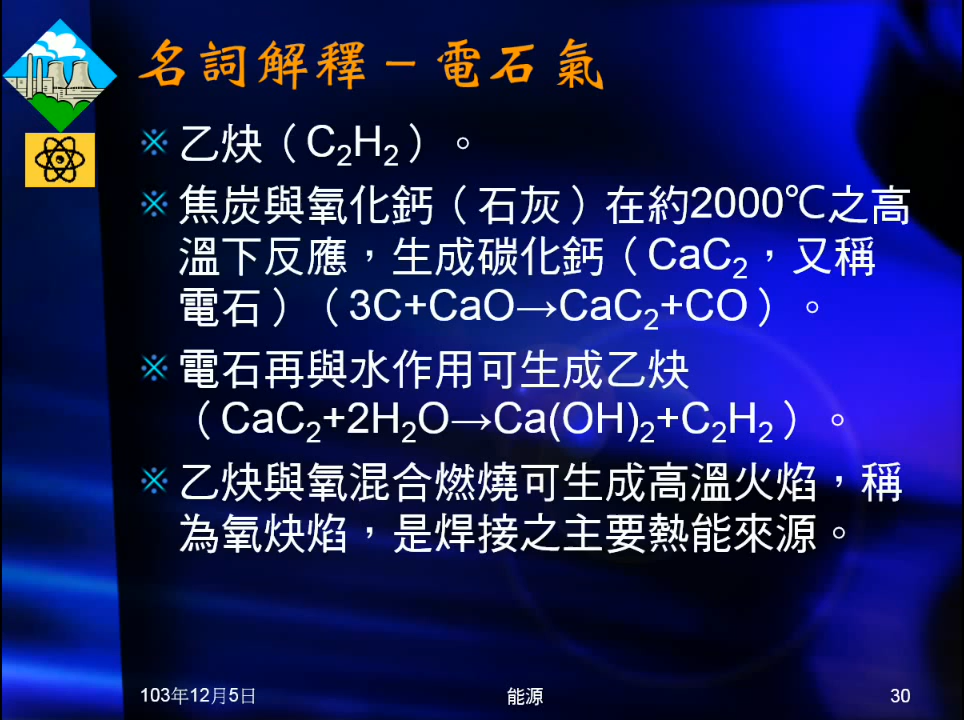 名詞解釋－電石氣
※乙炔（C₂H₂）。
※焦炭與氧化鈣（石灰）在約2000℃之高
溫下反應，生成碳化鈣（CaC₂，又稱
電石）（3C+CaO→CaC₂+CO）。
※電石再與水作用可生成乙炔
（CaC₂+2H₂O→Ca(OH)₂+C₂H₂）。
※乙炔與氧混合燃燒可生成高溫火焰，稱
為氧炔焰，是焊接之主要熱能來源。
103年12月5日
能源
30